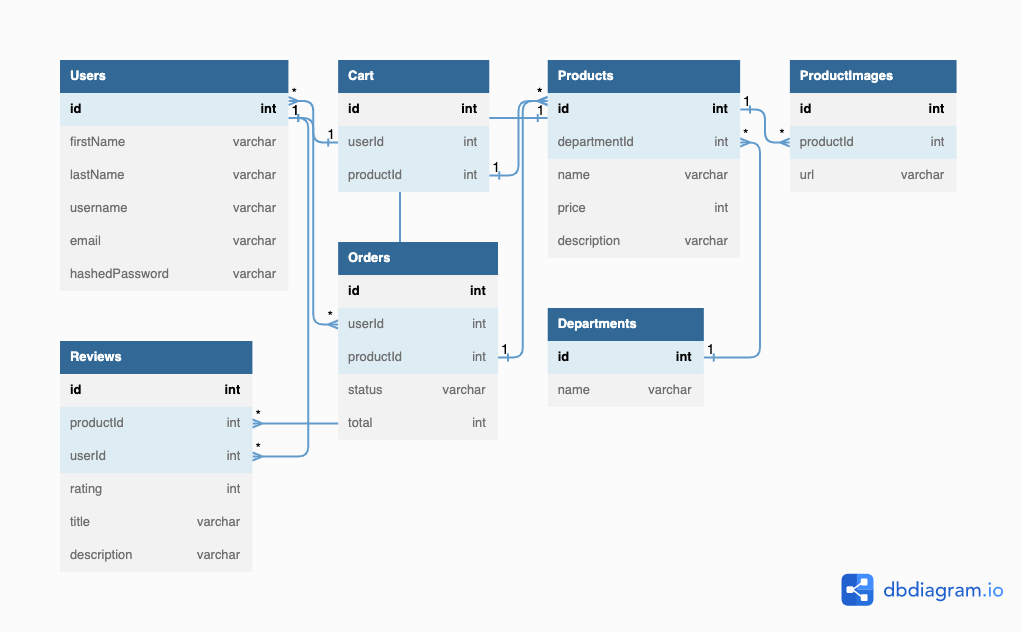 Users
id int
firstName varchar
lastName varchar
username varchar
email varchar
hashedPassword varchar
* 
1
Cart
id int
1
userId int
productId int
1
*
1
Products
id int
departmentId int
name varchar
price int
description varchar
1
*
*
ProductImages
id int
productId int
url varchar
Orders
id int
*
userId int
productId int
1
status varchar
total int
Departments
id int
1
name varchar
Reviews
id int
productId int
*
userId int
*
rating int
title varchar
description varchar
dbdiagram.io